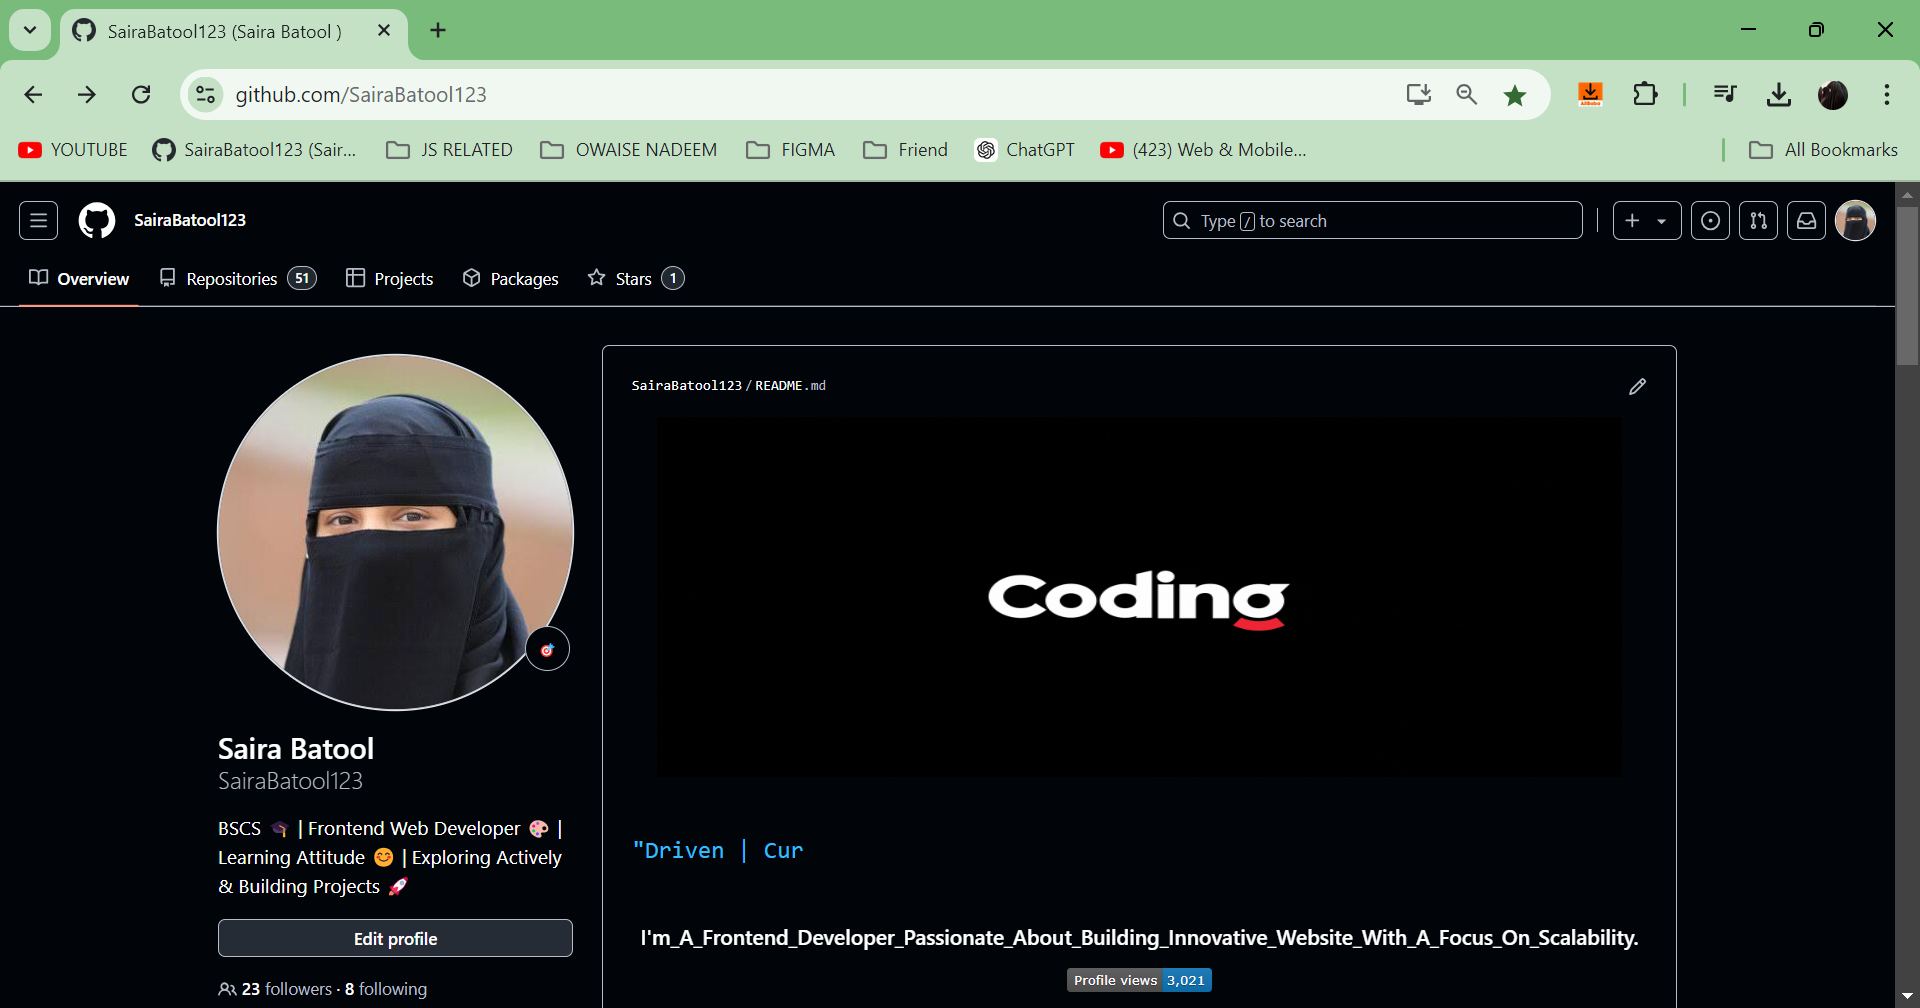 SairaBatool123 (Saira Batool )
github.com/SairaBatool123
YOUTUBE
SairaBatool123 (Sair...
JS RELATED
OWAISE NADEEM
FIGMA
Friend
ChatGPT
(423) Web & Mobile...
All Bookmarks
SairaBatool123
Type / to search
Overview
Repositories 51
Projects
Packages
Stars 1
SairaBatool123/README.md
Coding
Saira Batool
SairaBatool123
BSCS 🎓 | Frontend Web Developer 🎨 |
Learning Attitude 😊 | Exploring Actively
& Building Projects 🚀
Edit profile
23 followers · 8 following
"Driven | Cur
I'm_A_Frontend_Developer_Passionate_About_Building_Innovative_Website_With_A_Focus_On_Scalability.
Profile views 3,021